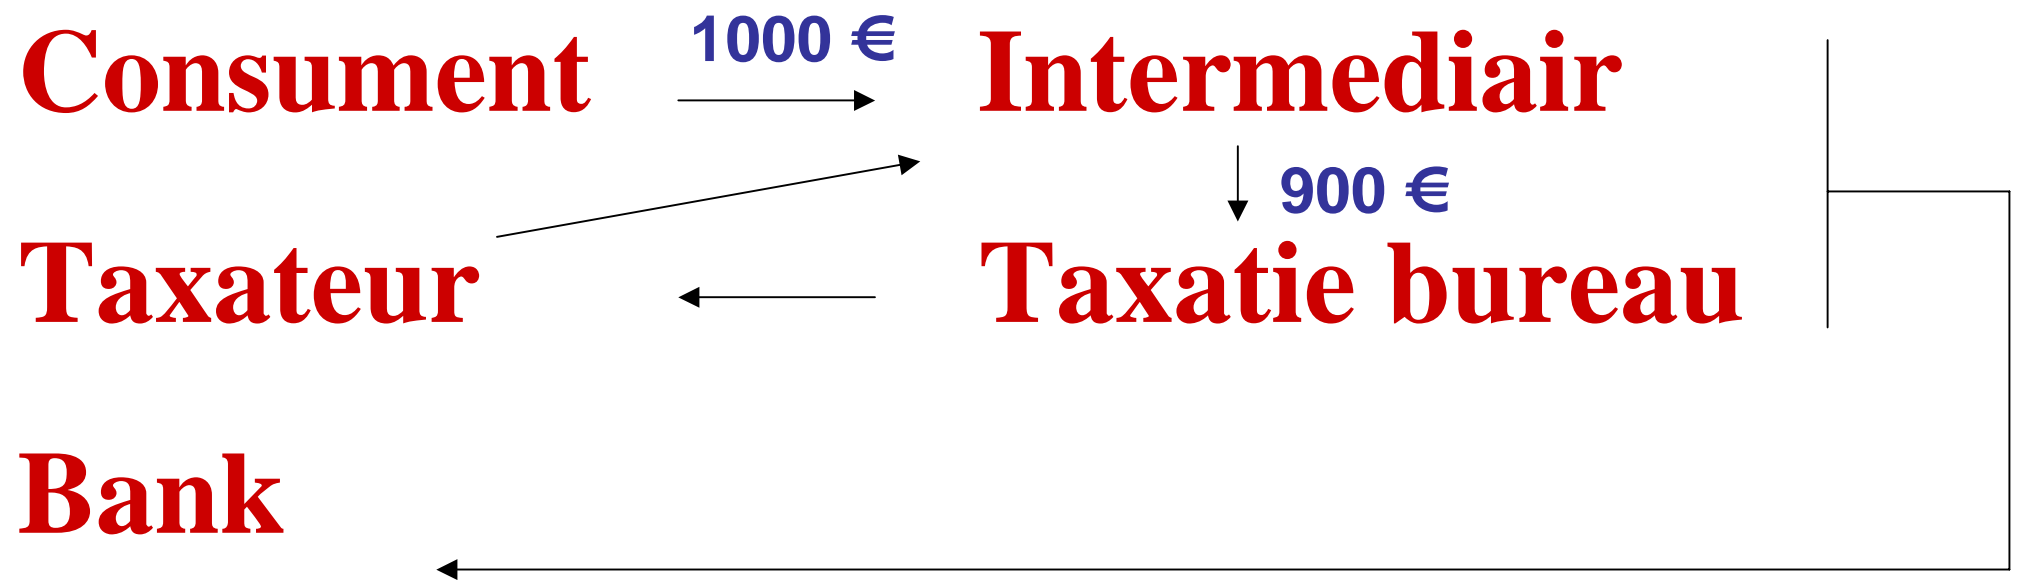 Consument 1000 € Intermediair
900 €
Taxateur Taxatie bureau
Bank